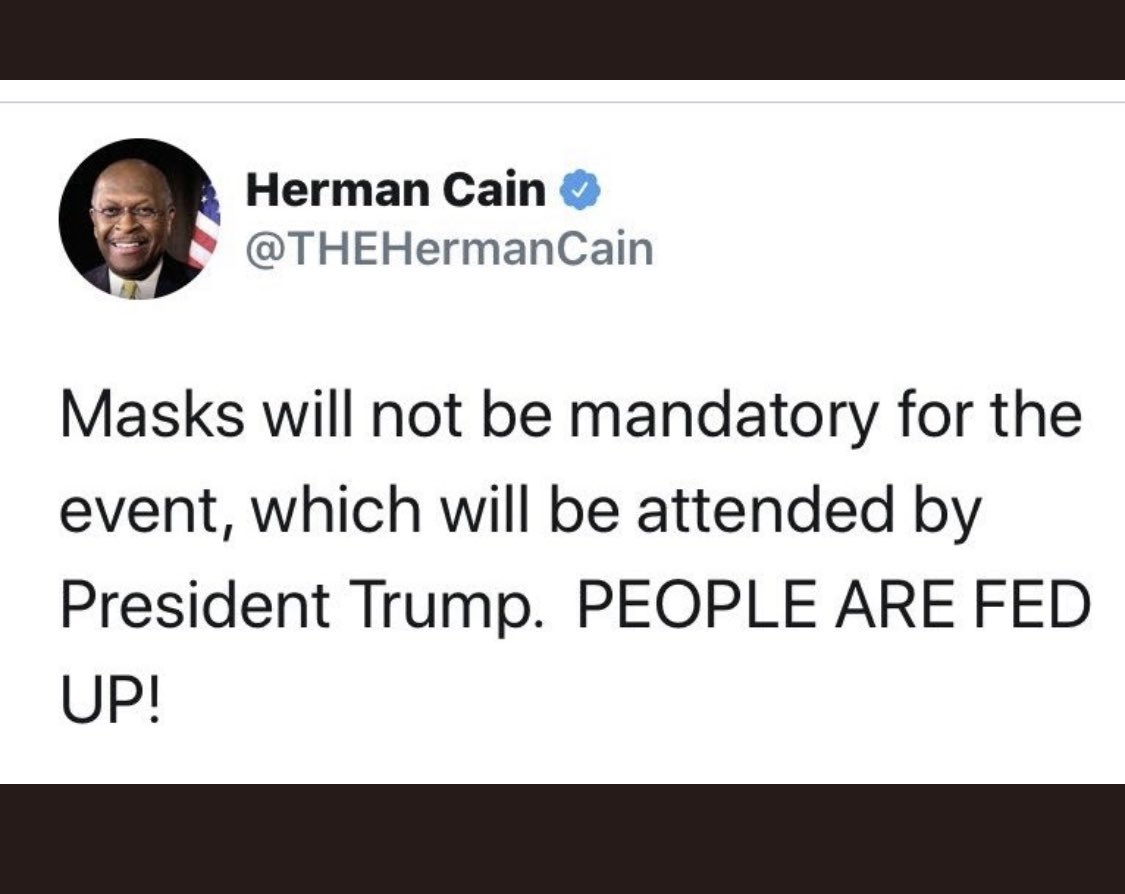 Herman Cain
@THEHermanCain
Masks will not be mandatory for the
event, which will be attended by
President Trump.  PEOPLE ARE FED
UP!